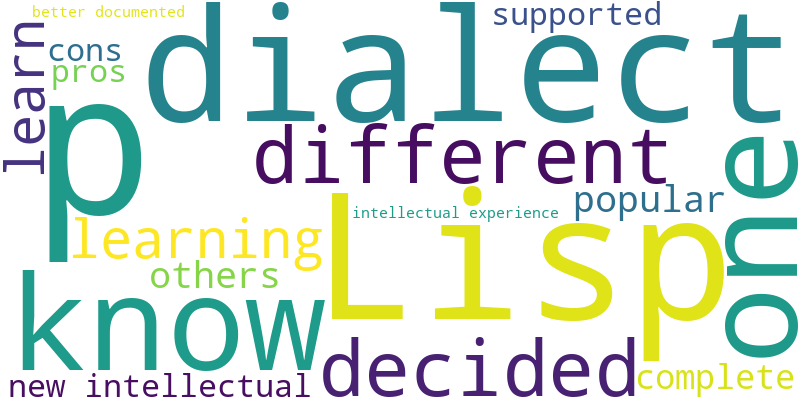 better documented
supported
cons
pros
learn
dialect
p
different
one
popular
intellectual experience
learning
Lisp
others
know
decided
complete
new intellectual